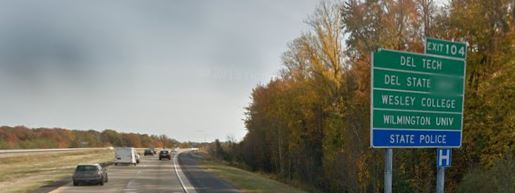 EXIT 104
DEL TECH
DEL STATE
WESLEY COLLEGE
WILMINGTON UNIV
STATE POLICE
H